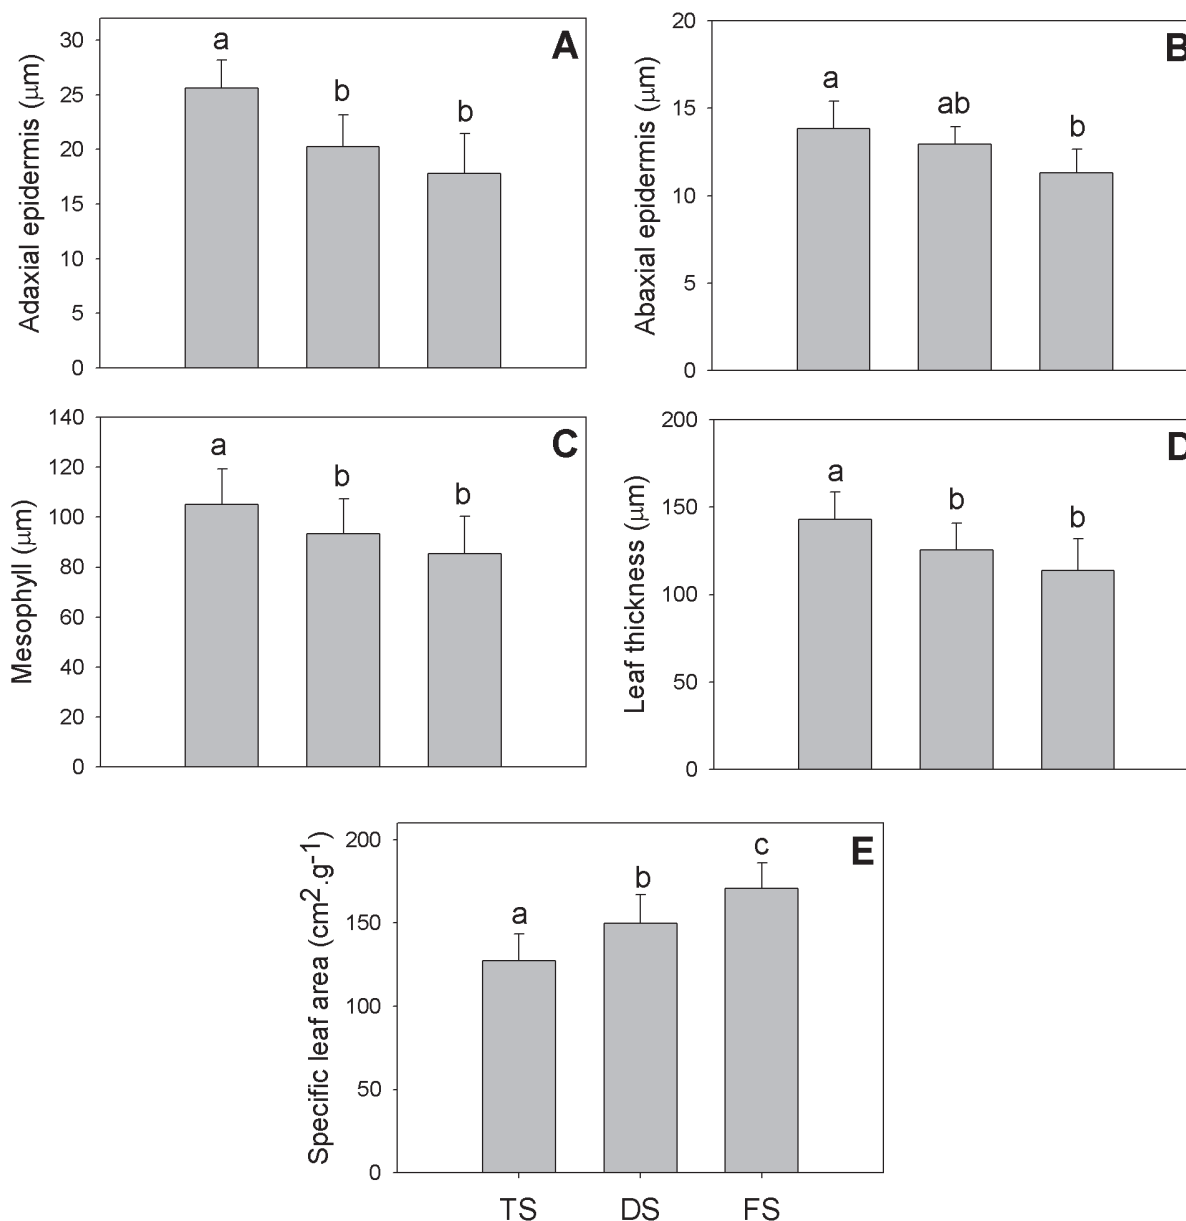 A
Adaxial epidermis (μm)
30
25
20
15
10
5
0
a
b
b
B
Abaxial epidermis (μm)
20
15
10
5
0
a
ab
b
C
Mesophyll (μm)
140
120
100
80
60
40
20
0
a
b
b
D
Leaf thickness (μm)
200
150
100
50
0
a
b
b
E
Specific leaf area (cm².g⁻¹)
200
150
100
50
0
a
b
c
TS DS FS